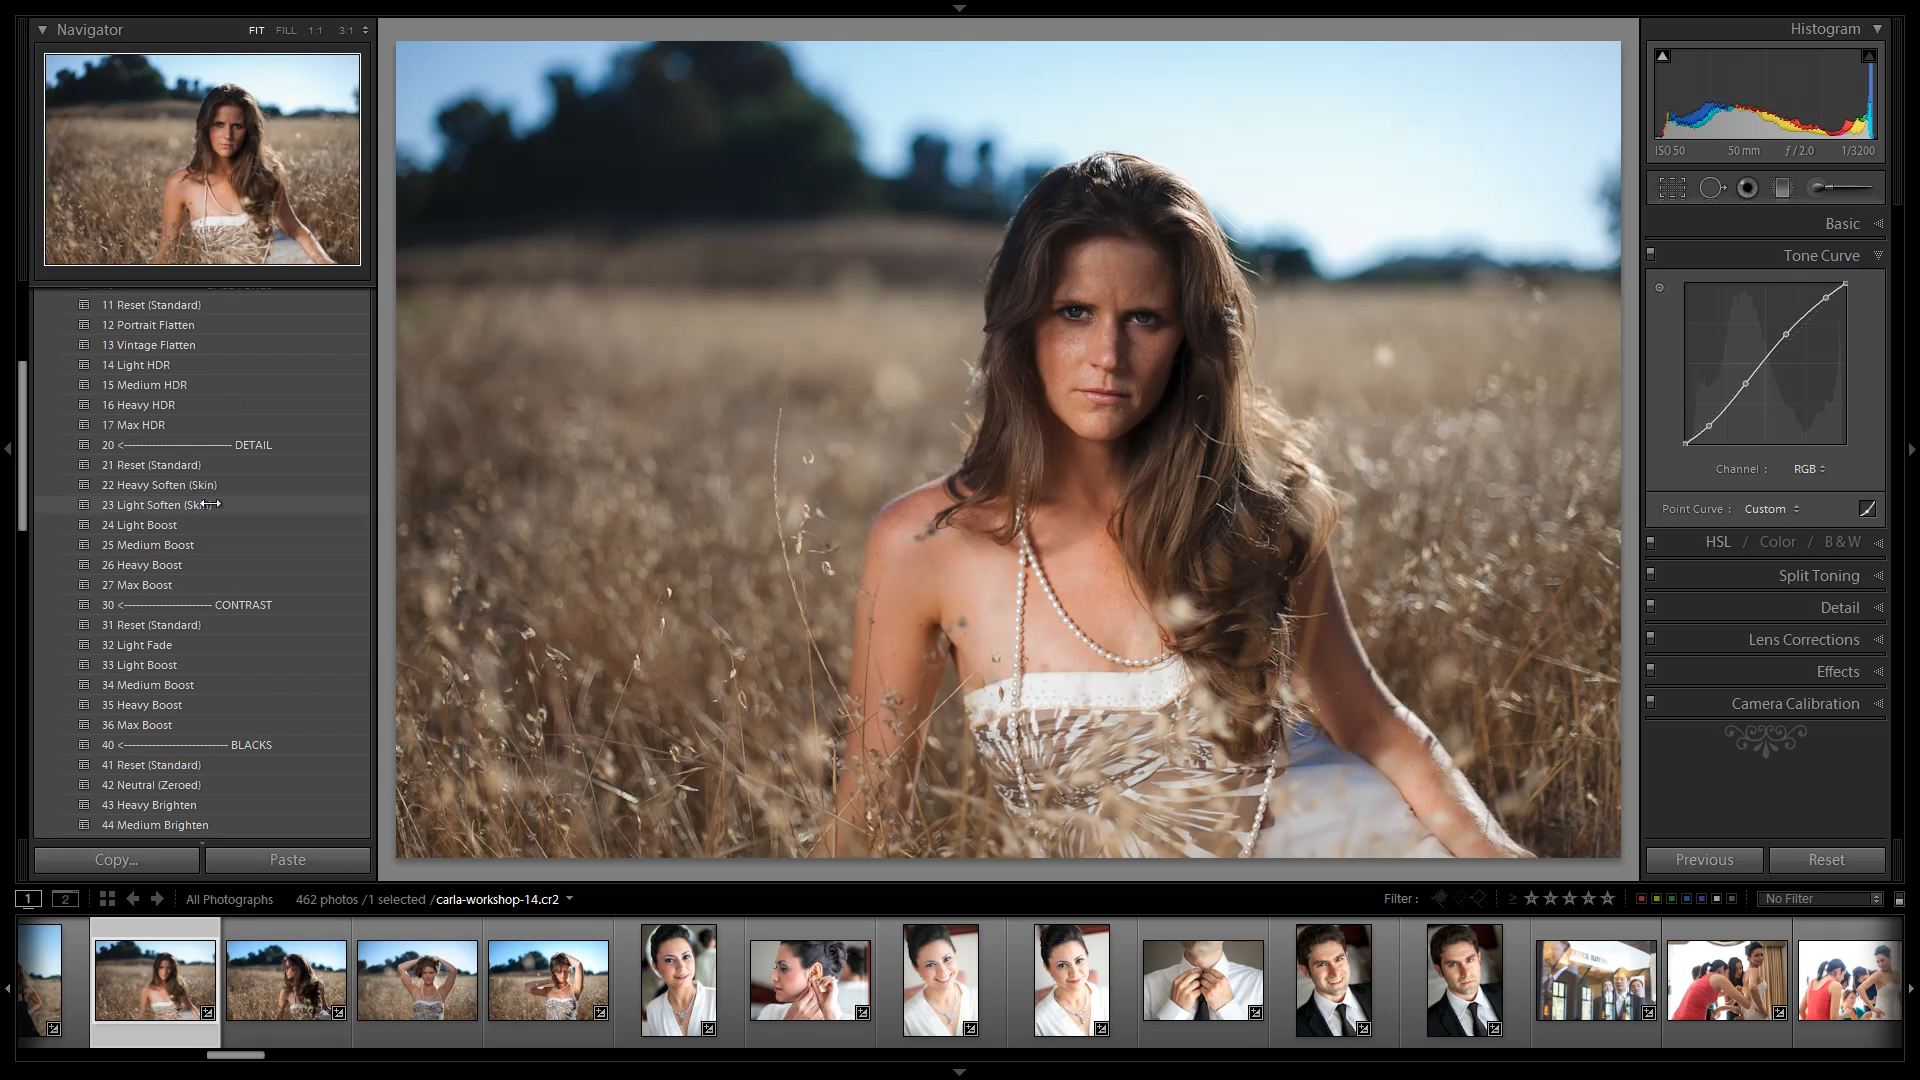 Navigator
FIT FILL 1:1 3:1
11 Reset (Standard)
12 Portrait Flatten
13 Vintage Flatten
14 Light HDR
15 Medium HDR
16 Heavy HDR
17 Max HDR
20 <--------------------------- DETAIL
21 Reset (Standard)
22 Heavy Soften (Skin)
23 Light Soften
24 Light Boost
25 Medium Boost
26 Heavy Boost
27 Max Boost
30 <---------------------- CONTRAST
31 Reset (Standard)
32 Light Fade
33 Light Boost
34 Medium Boost
35 Heavy Boost
36 Max Boost
40 <-------------------------- BLACKS
41 Reset (Standard)
42 Neutral (Zeroed)
43 Heavy Brighten
44 Medium Brighten
Copy... Paste
Histogram
ISO 50 50 mm ƒ / 2.0 1/3200
Basic
Tone Curve
Channel : RGB
Point Curve : Custom
HSL / Color / B & W
Split Toning
Detail
Lens Corrections
Effects
Camera Calibration
Previous Reset
1 2 All Photographs 462 photos /1 selected /carla-workshop-14.cr2
Filter : ≥ No Filter